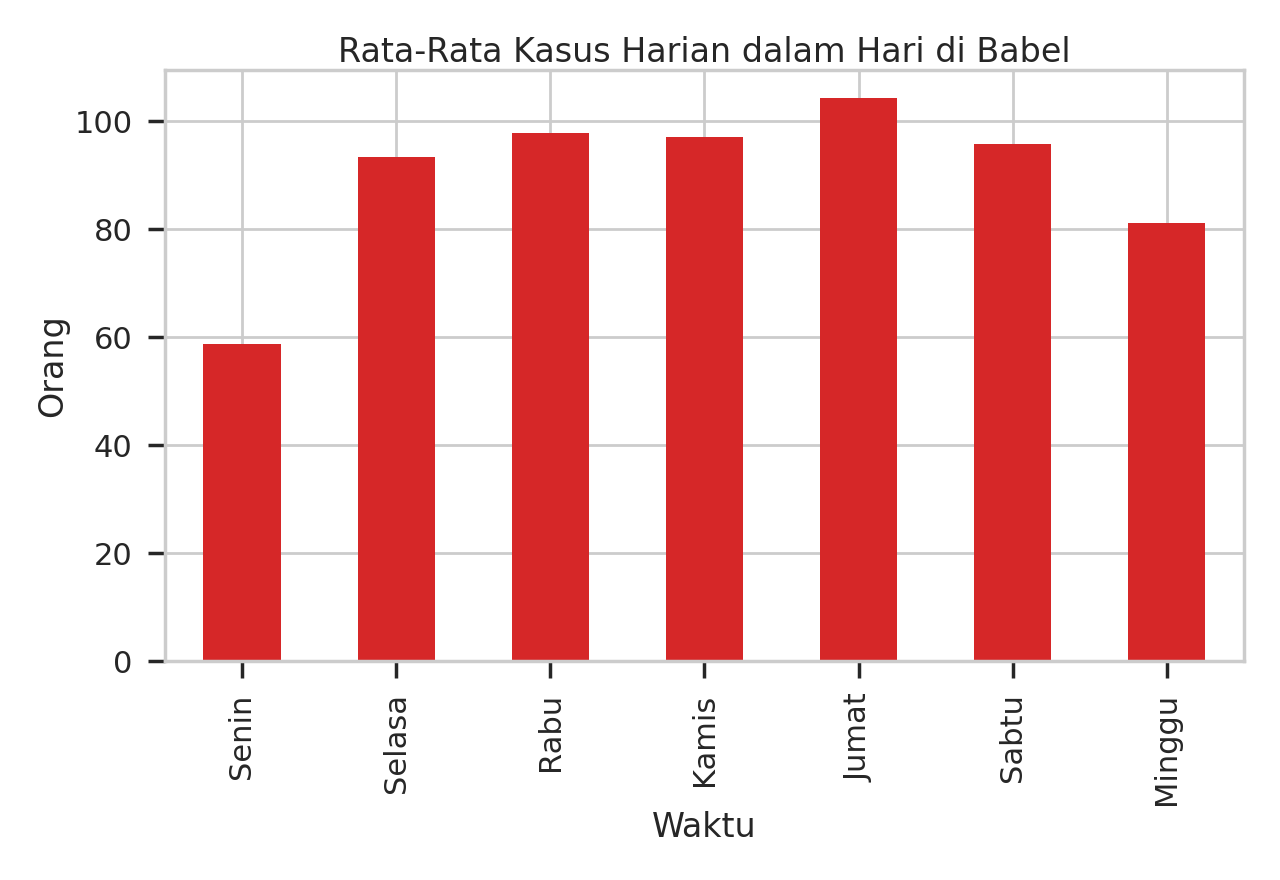 Rata-Rata Kasus Harian dalam Hari di Babel
100
80
60
40
20
0
Orang
Senin
Selasa
Rabu
Kamis
Jumat
Sabtu
Minggu
Waktu